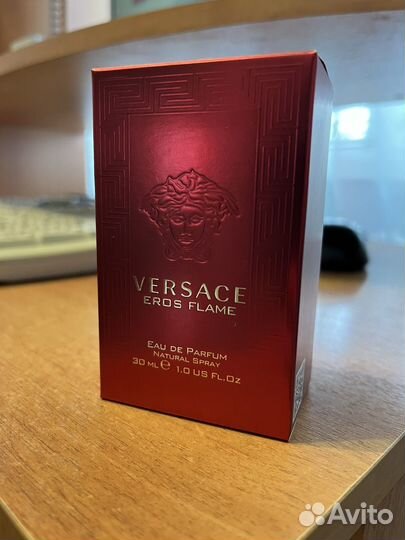 VERSACE
EROS FLAME
EAU DE PARFUM
NATURAL SPRAY
30 ML ℮ 1.0 US FL.OZ
Avito